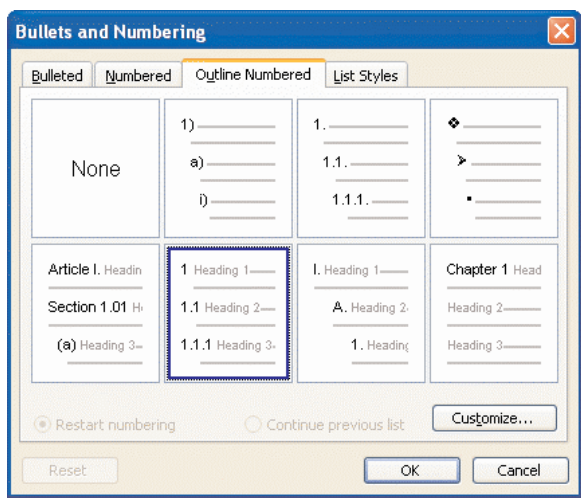 Bullets and Numbering
Bulleted Numbered Outline Numbered List Styles
None
1)
a)
i)
1.
1.1.
1.1.1.
Article I. Headin
Section 1.01 H
(a) Heading 3
1 Heading 1
1.1 Heading 2
1.1.1 Heading 3
I. Heading 1
A. Heading 2
1. Heading
Chapter 1 Head
Heading 2
Heading 3
Restart numbering Continue previous list Customize...
Reset OK Cancel